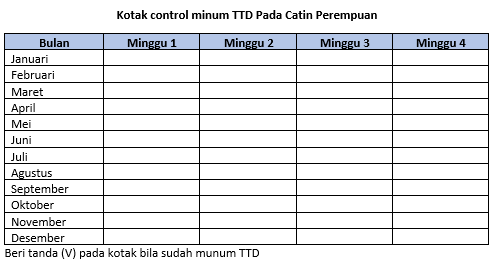 Kotak control minum TTD Pada Catin Perempuan
Bulan Minggu 1 Minggu 2 Minggu 3 Minggu 4
Januari
Februari
Maret
April
Mei
Juni
Juli
Agustus
September
Oktober
November
Desember
Beri tanda (V) pada kotak bila sudah munum TTD